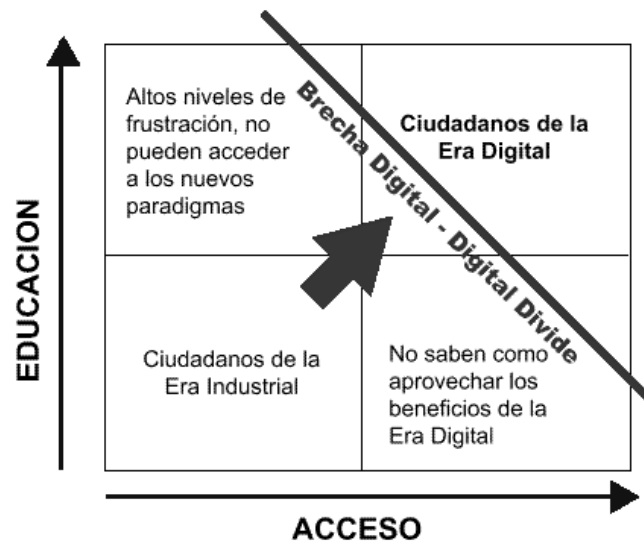 Altos niveles de
frustración, no
pueden acceder
a los nuevos
paradigmas
Brecha Digital - Digital Divide
Ciudadanos de la
Era Digital
EDUCACION
Ciudadanos de la
Era Industrial
No saben como
aprovechar los
beneficios de la
Era Digital
ACCESO